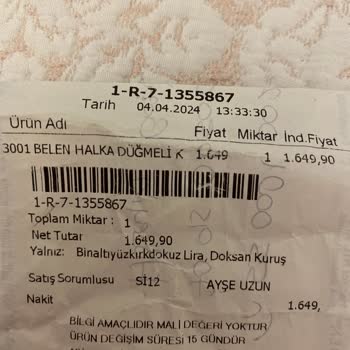 1-R-7-1355867
Tarih 04.04.2024 13:33:30
Ürün Adı Fiyat Miktar İnd.Fiyat
3001 BELEN HALKA DÜĞMELİ K 1.649 1 1.649,90
1-R-7-1355867
Toplam Miktar : 1
Net Tutar 1.649,90
Yalnız: Binaltıyüzkırkdokuz Lira, Doksan Kuruş
Satış Sorumlusu Sİ12 AYŞE UZUN
Nakit 1.649,
BİLGİ AMAÇLIDIR MALİ DEĞERİ YOKTUR
ÜRÜN DEĞİŞİM SÜRESİ 15 GÜNDÜR